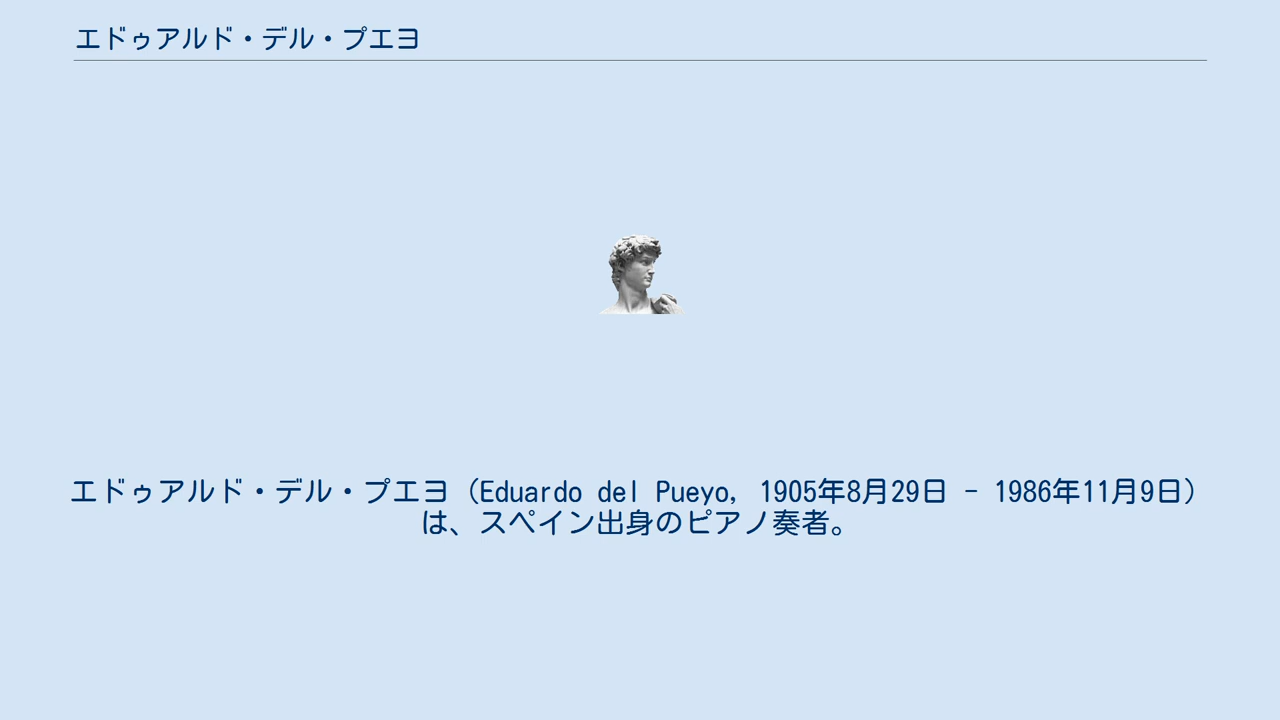 エドゥアルド・デル・プエヨ
エドゥアルド・デル・プエヨ（Eduardo del Pueyo, 1905年8月29日 - 1986年11月9日）
は、スペイン出身のピアノ奏者。